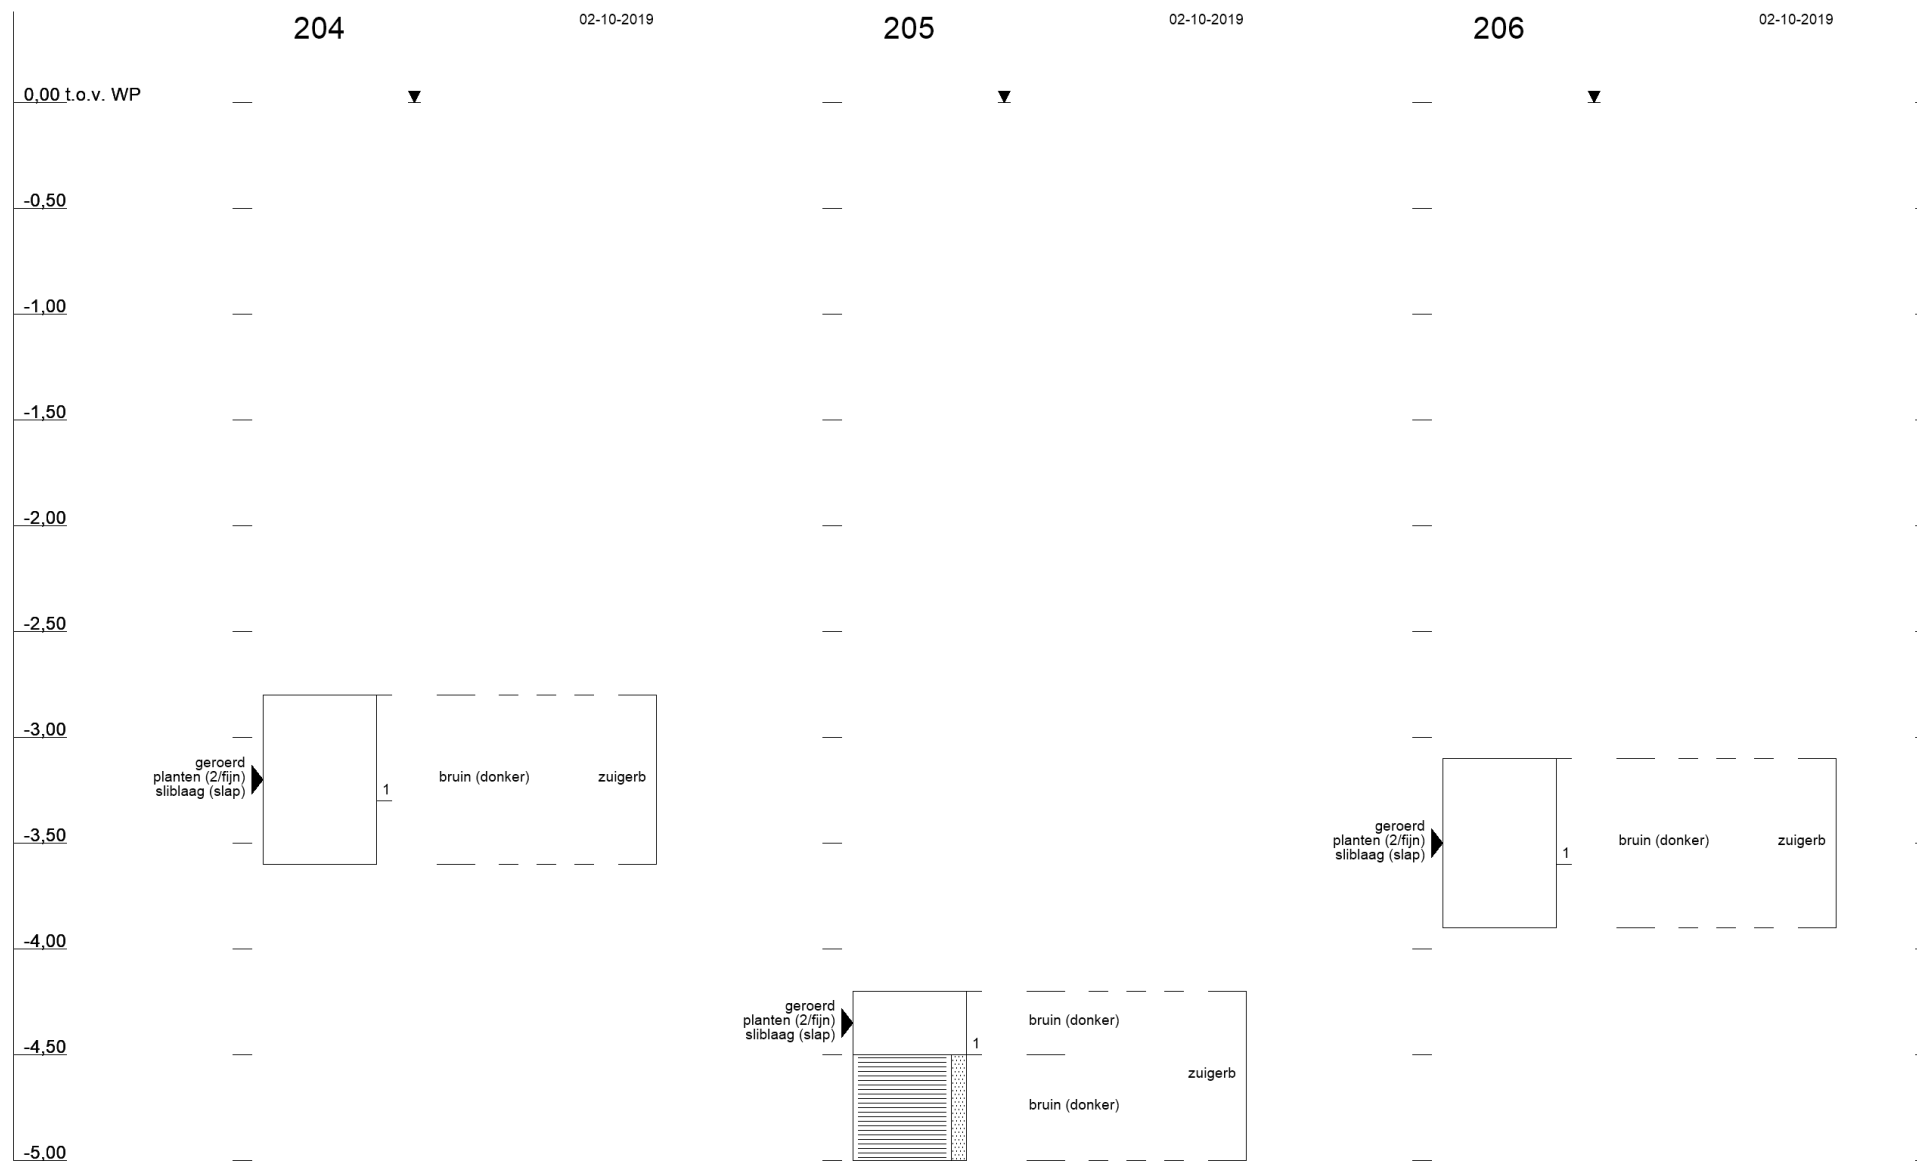 204
02-10-2019
205
02-10-2019
206
02-10-2019
0,00 t.o.v. WP
-0,50
-1,00
-1,50
-2,00
-2,50
-3,00
-3,50
-4,00
-4,50
-5,00
geroerd
planten (2/fijn)
sliblaag (slap)
1
bruin (donker)
zuigerb
geroerd
planten (2/fijn)
sliblaag (slap)
1
bruin (donker)
bruin (donker)
zuigerb
geroerd
planten (2/fijn)
sliblaag (slap)
1
bruin (donker)
zuigerb